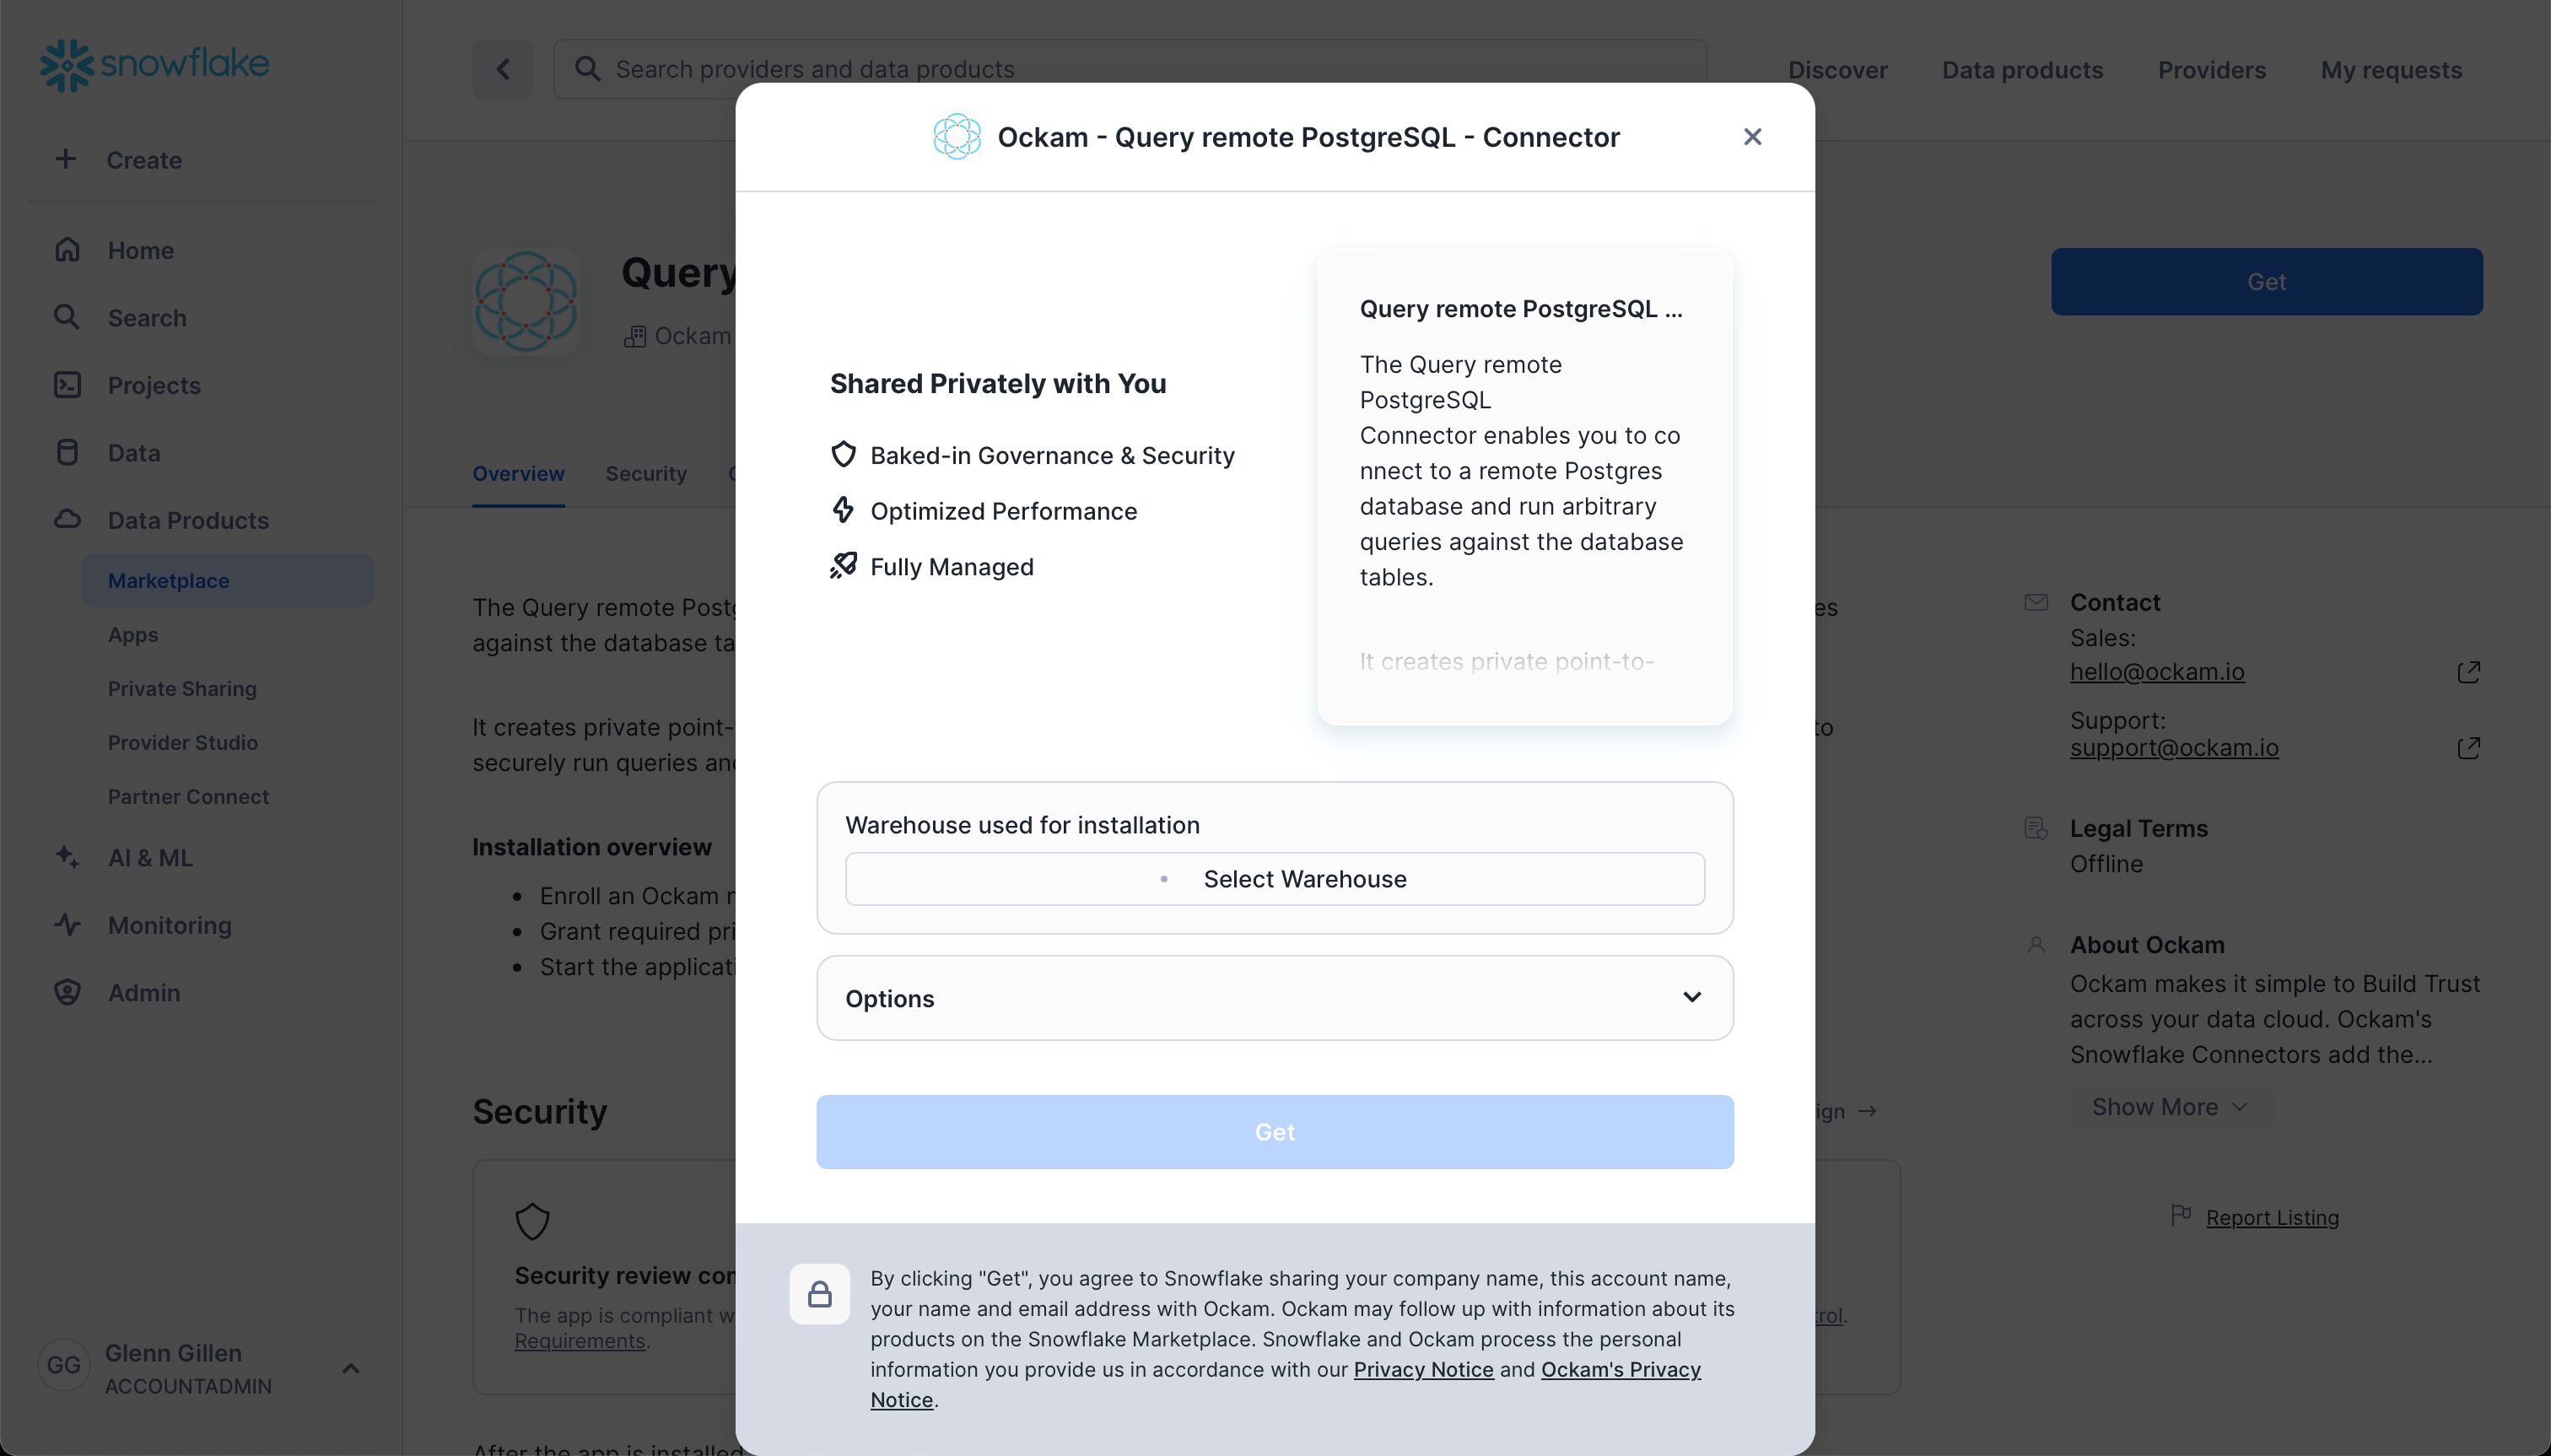 snowflake
Search providers and data products
Discover
Data products
Providers
My requests
Create
Home
Search
Projects
Data
Data Products
Marketplace
Apps
Private Sharing
Provider Studio
Partner Connect
AI & ML
Monitoring
Admin
GG
Glenn Gillen
ACCOUNTADMIN
Query
Ockam
Get
Overview
Security
The Query remote
against the database
It creates private
securely run queries
Installation overview
• Enroll an Ockam
• Grant required
• Start the
Security
Security review
The app is compliant
Requirements.
After the app is installed
Ockam - Query remote PostgreSQL - Connector
Shared Privately with You
Baked-in Governance & Security
Optimized Performance
Fully Managed
Query remote PostgreSQL ...
The Query remote
PostgreSQL
Connector enables you to co
nnect to a remote Postgres
database and run arbitrary
queries against the database
tables.
It creates private point-to-
Warehouse used for installation
Select Warehouse
Options
Get
By clicking "Get", you agree to Snowflake sharing your company name, this account name,
your name and email address with Ockam. Ockam may follow up with information about its
products on the Snowflake Marketplace. Snowflake and Ockam process the personal
information you provide us in accordance with our Privacy Notice and Ockam's Privacy
Notice.
to
Contact
Sales:
hello@ockam.io
Support:
support@ockam.io
Legal Terms
Offline
About Ockam
Ockam makes it simple to Build Trust
across your data cloud. Ockam's
Snowflake Connectors add the...
Show More
Report Listing